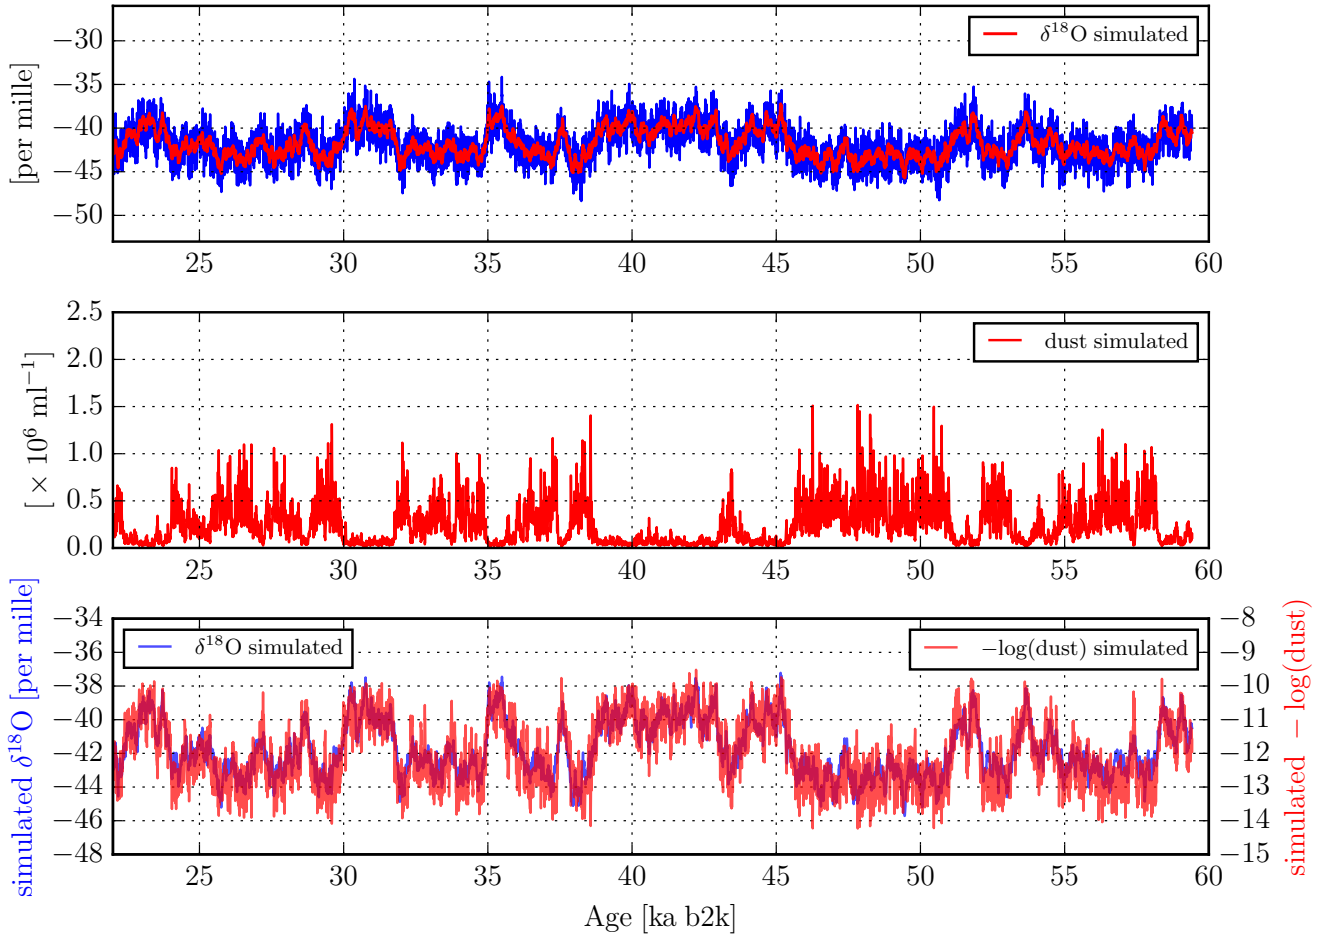 −30
−35
−40
−45
−50
[per mille]
δ¹⁸O simulated
25 30 35 40 45 50 55 60
2.5
2.0
1.5
1.0
0.5
0.0
[ × 10⁶ ml⁻¹]
dust simulated
25 30 35 40 45 50 55 60
simulated δ¹⁸O [per mille]
−34
−36
−38
−40
−42
−44
−46
−48
δ¹⁸O simulated
−log(dust) simulated
−8
−9
−10
−11
−12
−13
−14
−15
simulated − log(dust)
25 30 35 40 45 50 55 60
Age [ka b2k]